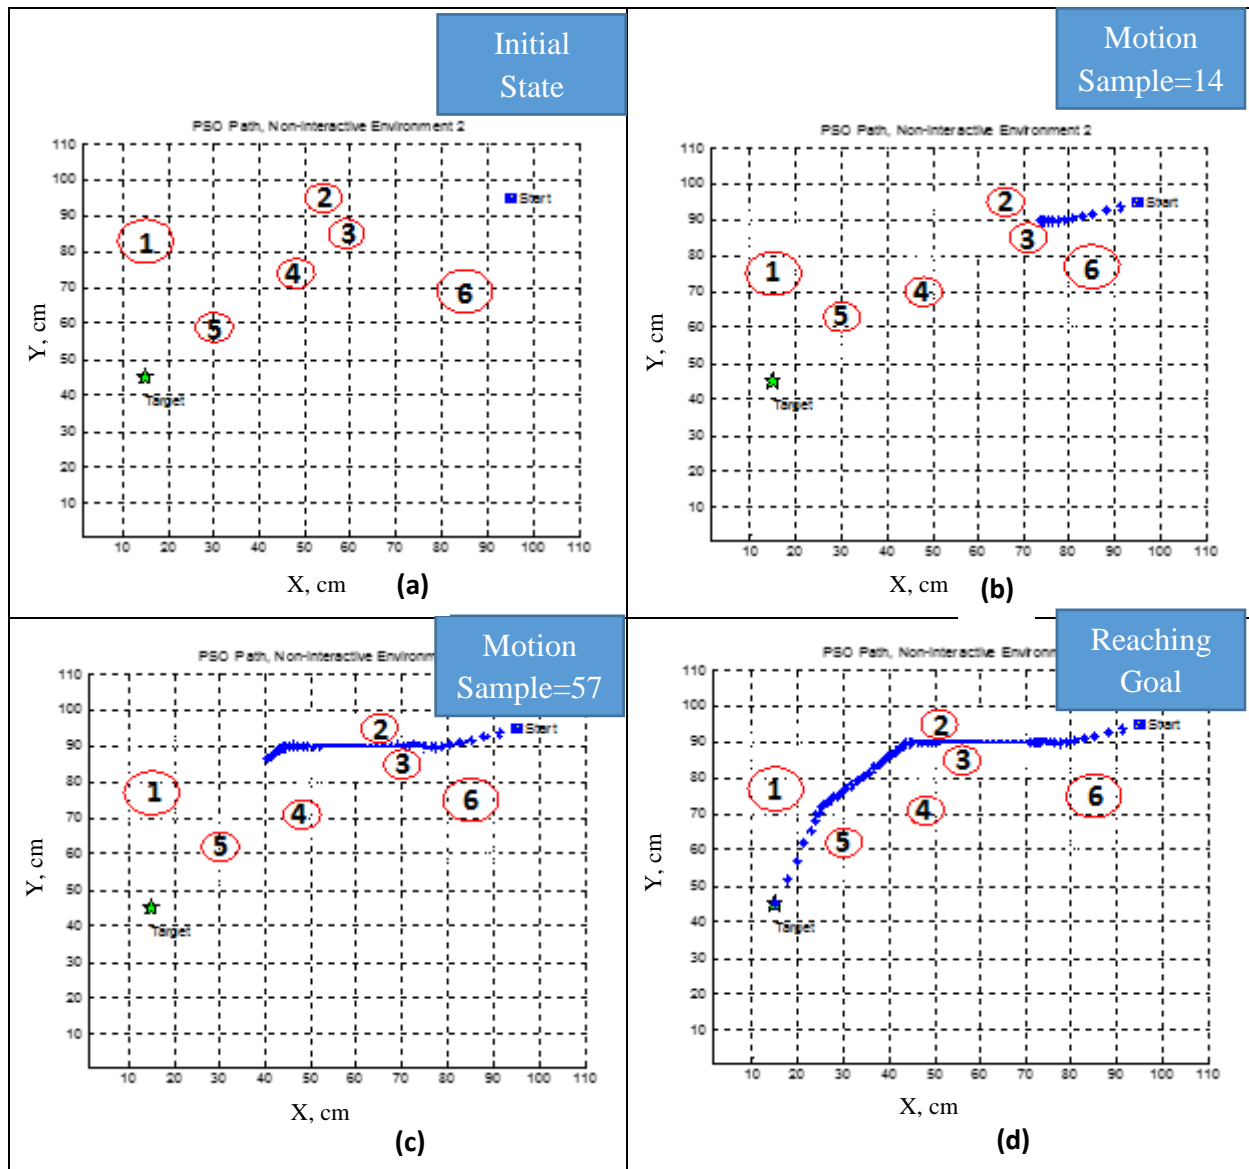 Initial
State
PSO Path, Non-Interactive Environment 2
110
100
90
80
70
60
50
40
30
20
10
Y, cm
2
Start
1
3
4
6
5
Target
10 20 30 40 50 60 70 80 90 100 110
X, cm
(a)
Motion
Sample=14
PSO Path, Non-Interactive Environment 2
110
100
90
80
70
60
50
40
30
20
10
Y, cm
2
Start
3
1
6
4
5
Target
10 20 30 40 50 60 70 80 90 100 110
X, cm
(b)
Motion
Sample=57
PSO Path, Non-Interactive Environm
110
100
90
80
70
60
50
40
30
20
10
Y, cm
2
Start
3
1
6
4
5
Target
10 20 30 40 50 60 70 80 90 100 110
X, cm
(c)
Reaching
Goal
PSO Path, Non-Interactive Environm
110
100
90
80
70
60
50
40
30
20
10
Y, cm
2
Start
3
1
6
4
5
Target
10 20 30 40 50 60 70 80 90 100 110
X, cm
(d)